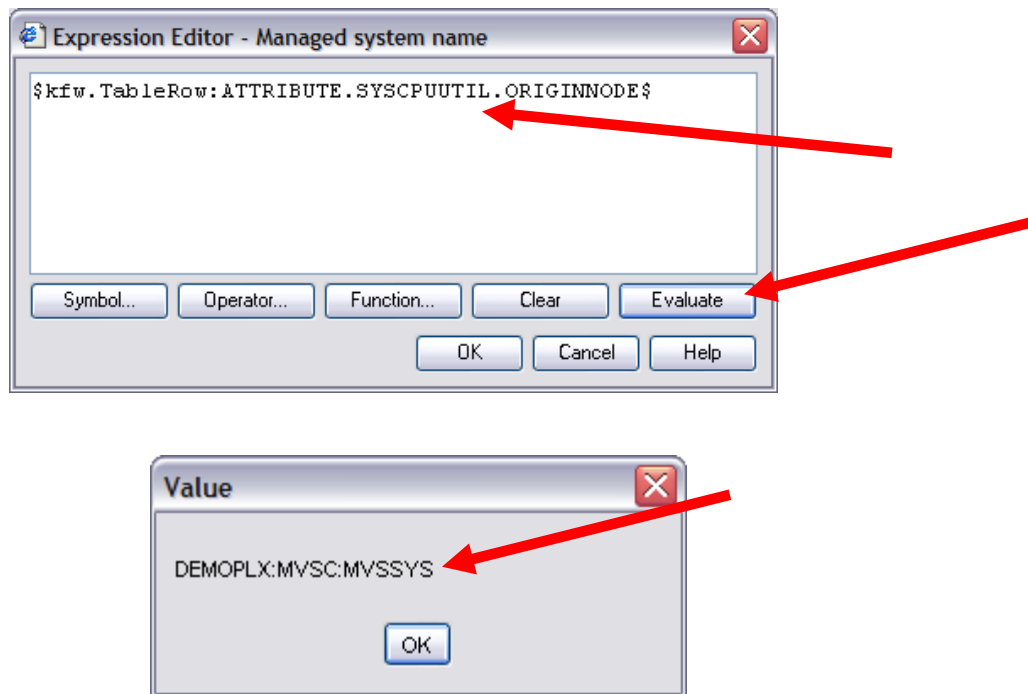 Expression Editor - Managed system name
$kfw.TableRow:ATTRIBUTE.SYSCPUUTIL.ORIGINNODE$
Symbol... Operator... Function... Clear Evaluate
OK Cancel Help
Value
DEMOPLX:MVSC:MVSSYS
OK